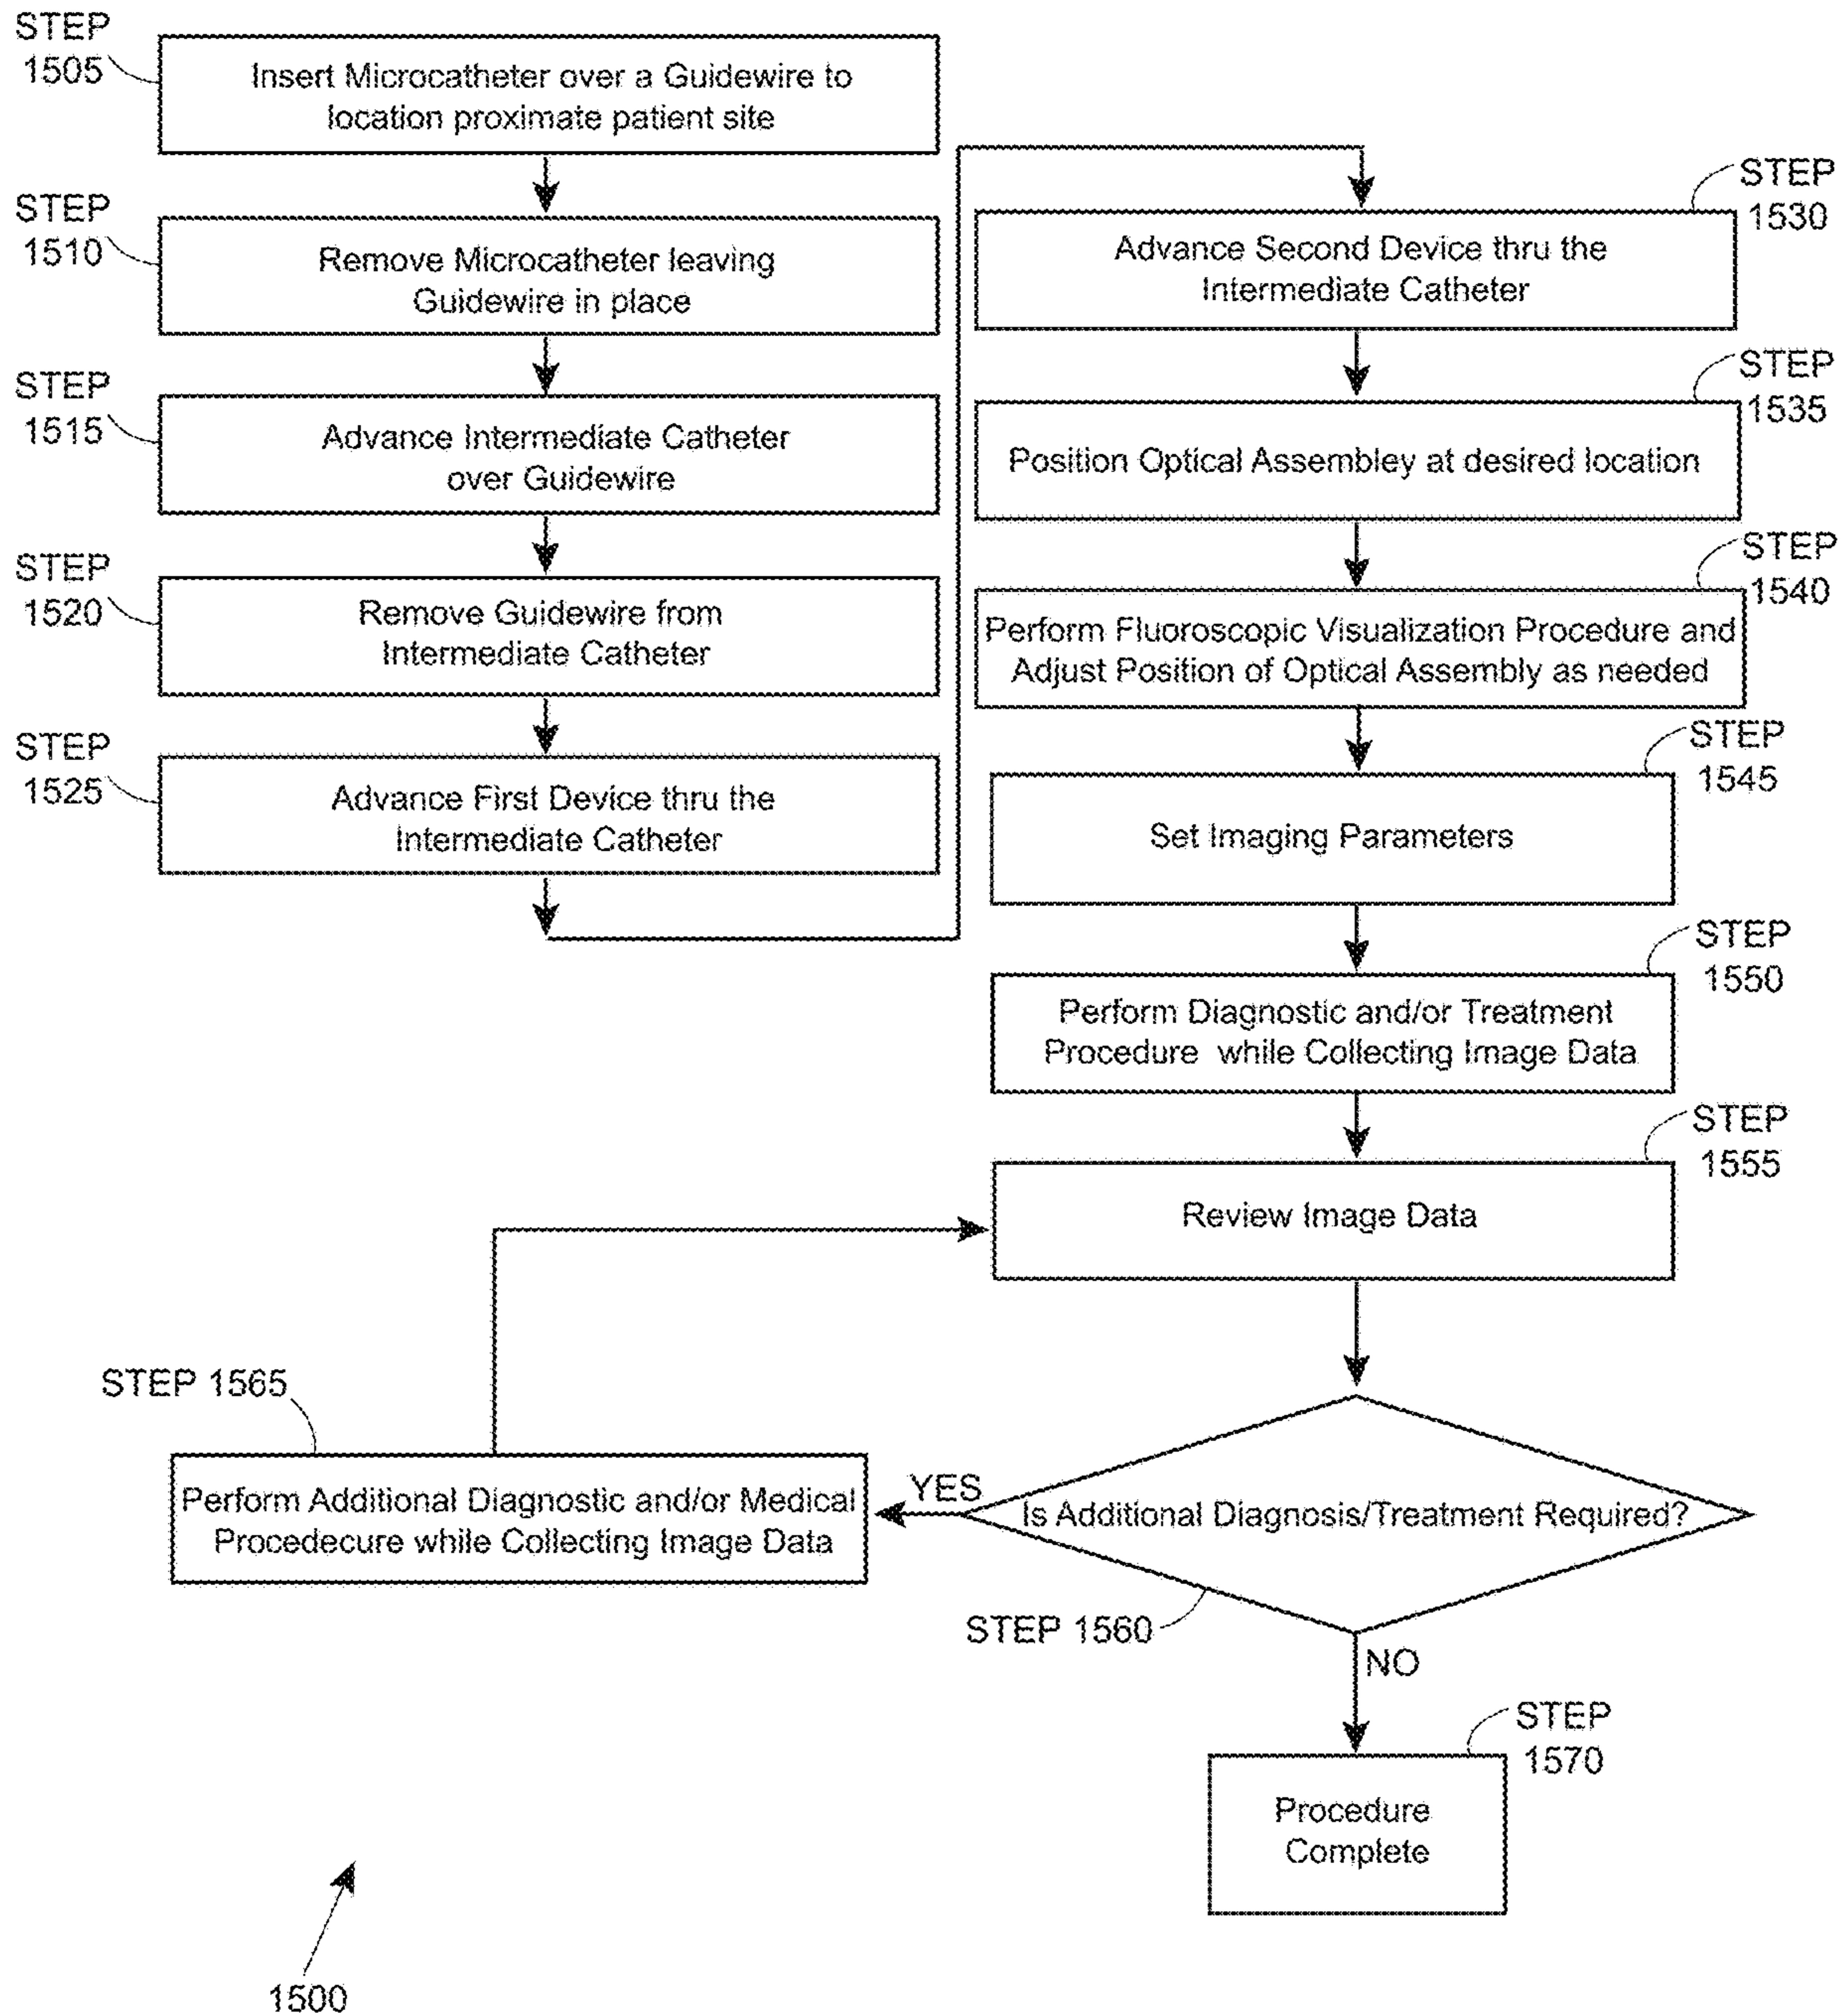 STEP
1505
Insert Microcatheter over a Guidewire to
location proximate patient site
STEP
1510
Remove Microcatheter leaving
Guidewire in place
STEP
1515
Advance Intermediate Catheter
over Guidewire
STEP
1520
Remove Guidewire from
Intermediate Catheter
STEP
1525
Advance First Device thru the
Intermediate Catheter
STEP
1530
Advance Second Device thru the
Intermediate Catheter
STEP
1535
Position Optical Assembley at desired location
STEP
1540
Perform Fluoroscopic Visualization Procedure and
Adjust Position of Optical Assembly as needed
STEP
1545
Set Imaging Parameters
STEP
1550
Perform Diagnostic and/or Treatment
Procedure while Collecting Image Data
STEP
1555
Review Image Data
STEP 1565
Perform Additional Diagnostic and/or Medical
Procedecure while Collecting Image Data
YES
Is Additional Diagnosis/Treatment Required?
STEP 1560
NO
STEP
1570
Procedure
Complete
1500